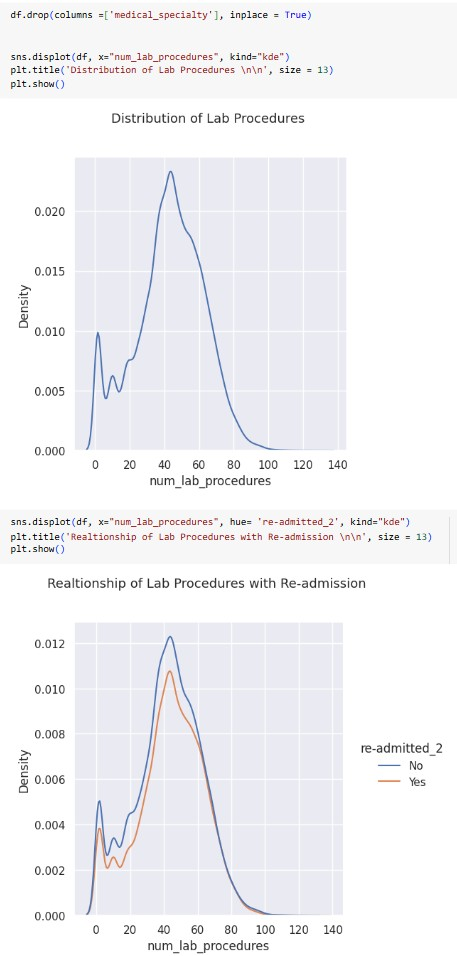 df.drop(columns =['medical_specialty'], inplace = True)
sns.displot(df, x="num_lab_procedures", kind="kde")
plt.title('Distribution of Lab Procedures \n\n', size = 13)
plt.show()
Distribution of Lab Procedures
0.020
0.015
0.010
0.005
0.000
Density
0 20 40 60 80 100 120 140
num_lab_procedures
sns.displot(df, x="num_lab_procedures", hue= 're-admitted_2', kind="kde")
plt.title('Realtionship of Lab Procedures with Re-admission \n\n', size = 13)
plt.show()
Realtionship of Lab Procedures with Re-admission
0.012
0.010
0.008
0.006
0.004
0.002
0.000
Density
re-admitted_2
No
Yes
0 20 40 60 80 100 120 140
num_lab_procedures